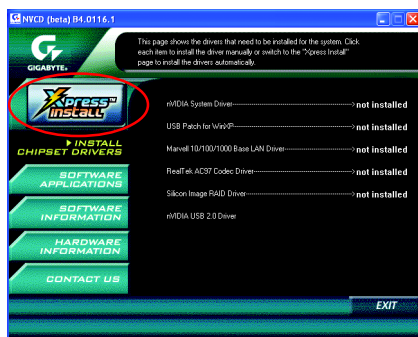 NVCD (beta) B4.0116.1
GIGABYTE™
This page shows the drivers that need to be installed for the system. Click
each item to install the driver manually or switch to the "Xpress Install"
page to install the drivers automatically.
Xpress™
Install
INSTALL
CHIPSET DRIVERS
SOFTWARE
APPLICATIONS
SOFTWARE
INFORMATION
HARDWARE
INFORMATION
CONTACT US
nVIDIA System Driver not installed
USB Patch for WinXP not installed
Marvell 10/100/1000 Base LAN Driver not installed
RealTek AC97 Codec Driver not installed
Silicon Image RAID Driver not installed
nVIDIA USB 2.0 Driver
EXIT